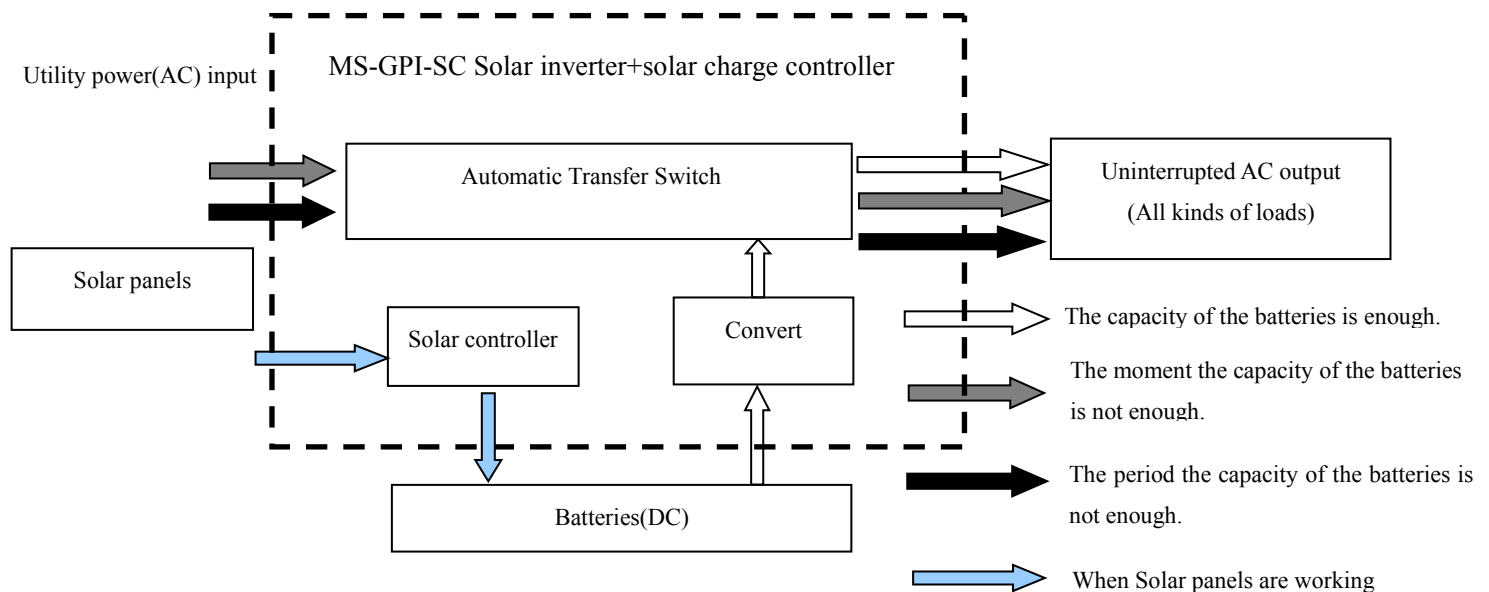 Utility power(AC) input
MS-GPI-SC Solar inverter+solar charge controller
Automatic Transfer Switch
Uninterrupted AC output
(All kinds of loads)
Solar panels
Solar controller
Convert
Batteries(DC)
The capacity of the batteries is enough.
The moment the capacity of the batteries
is not enough.
The period the capacity of the batteries is
not enough.
When Solar panels are working